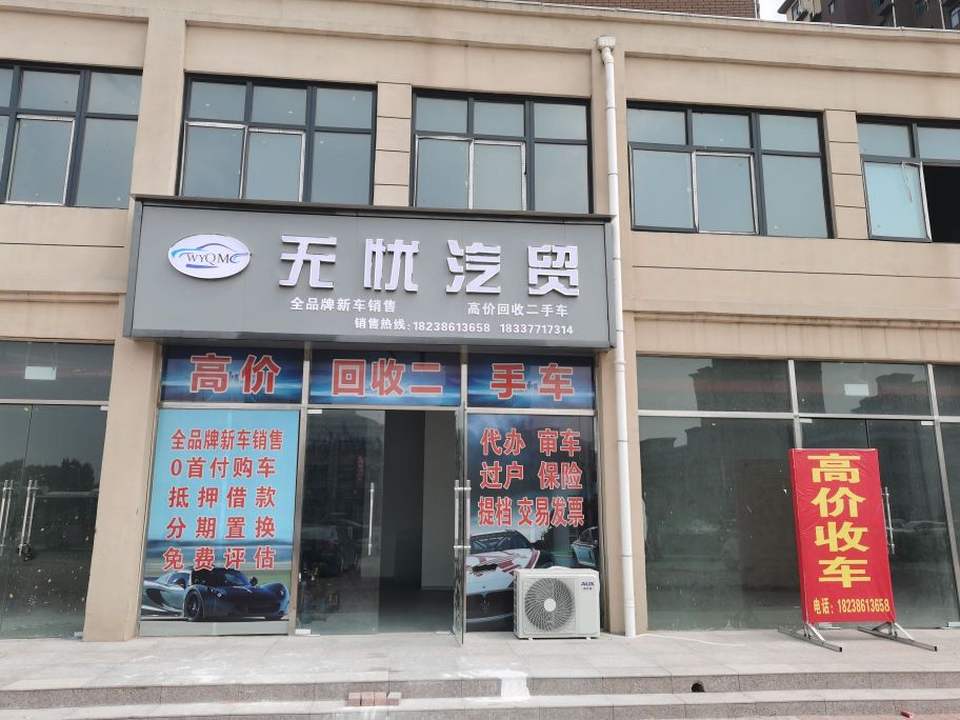 WYQMC
无忧汽贸
全品牌新车销售 高价回收二手车
销售热线:18238613658 18337717314
高价 回收二 手车
全品牌新车销售
0首付购车
抵押借款
分期置换
免费评估
代办 审车
过户 保险
提档 交易发票
AUX
高价收车
电话:18238613658